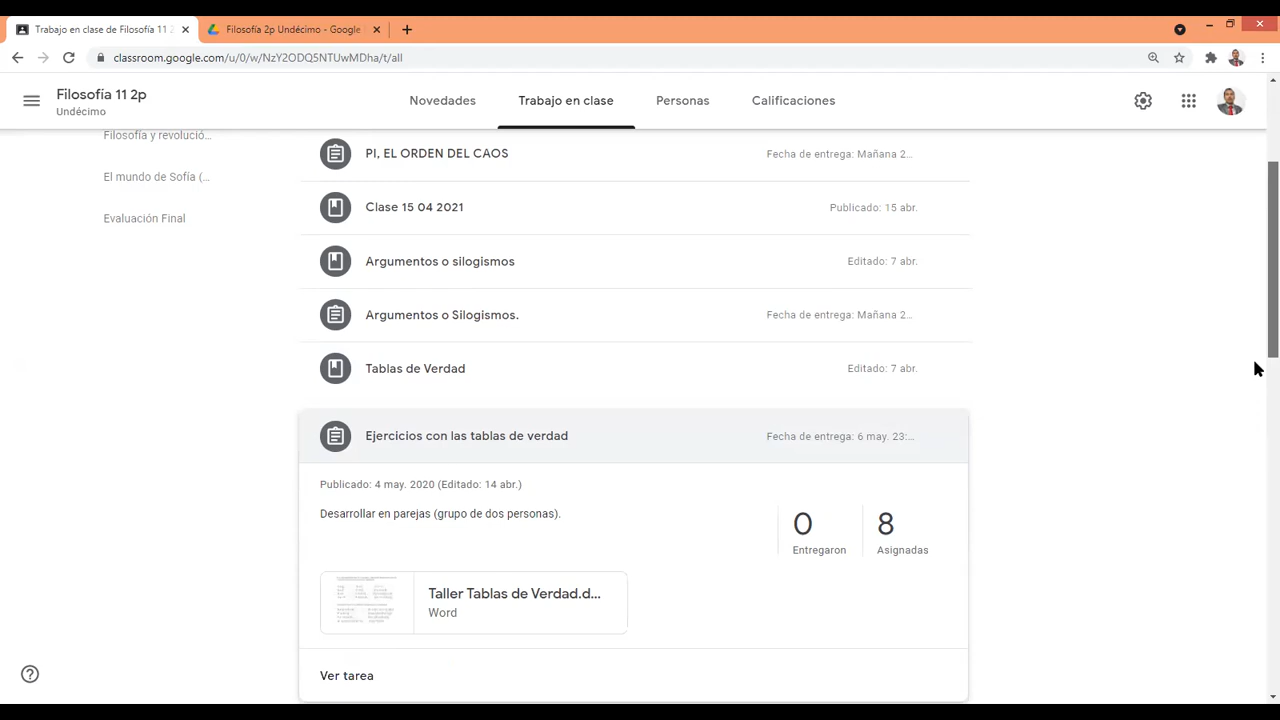 Trabajo en clase de Filosofía 11 2
Filosofía 2p Undécimo - Google
classroom.google.com/u/0/w/NzY2ODQ5NTUwMDha/t/all
Filosofía 11 2p
Undécimo
Novedades
Trabajo en clase
Personas
Calificaciones
Filosofía y revolució...
El mundo de Sofía (...
Evaluación Final
PI, EL ORDEN DEL CAOS
Fecha de entrega: Mañana 2...
Clase 15 04 2021
Publicado: 15 abr.
Argumentos o silogismos
Editado: 7 abr.
Argumentos o Silogismos.
Fecha de entrega: Mañana 2...
Tablas de Verdad
Editado: 7 abr.
Ejercicios con las tablas de verdad
Fecha de entrega: 6 may. 23:...
Publicado: 4 may. 2020 (Editado: 14 abr.)
Desarrollar en parejas (grupo de dos personas).
0
Entregaron
8
Asignadas
Taller Tablas de Verdad.d...
Word
Ver tarea